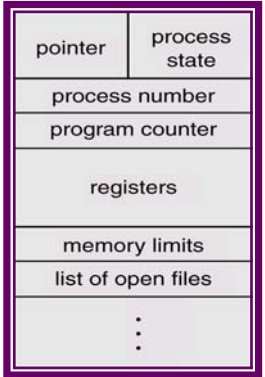 pointer
process
state
process number
program counter
registers
memory limits
list of open files